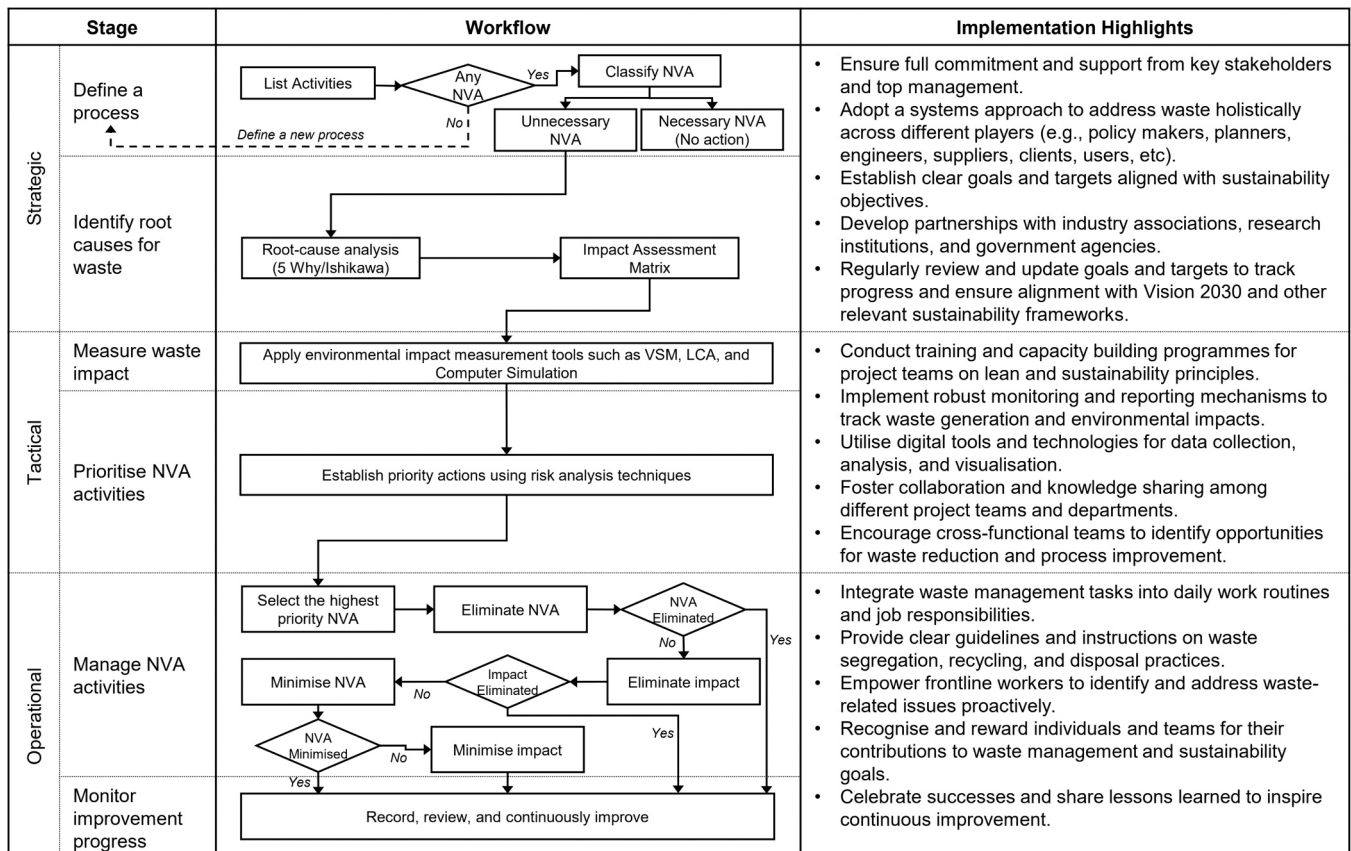 Stage
Workflow
Implementation Highlights
Strategic
Define a
process
List Activities
Any
NVA
Yes
No
Define a new process
Classify NVA
Unnecessary
NVA
Necessary NVA
(No action)
Identify root
causes for
waste
Root-cause analysis
(5 Why/Ishikawa)
Impact Assessment
Matrix
• Ensure full commitment and support from key stakeholders
and top management.
• Adopt a systems approach to address waste holistically
across different players (e.g., policy makers, planners,
engineers, suppliers, clients, users, etc).
• Establish clear goals and targets aligned with sustainability
objectives.
• Develop partnerships with industry associations, research
institutions, and government agencies.
• Regularly review and update goals and targets to track
progress and ensure alignment with Vision 2030 and other
relevant sustainability frameworks.
Tactical
Measure waste
impact
Apply environmental impact measurement tools such as VSM, LCA, and
Computer Simulation
Prioritise NVA
activities
Establish priority actions using risk analysis techniques
• Conduct training and capacity building programmes for
project teams on lean and sustainability principles.
• Implement robust monitoring and reporting mechanisms to
track waste generation and environmental impacts.
• Utilise digital tools and technologies for data collection,
analysis, and visualisation.
• Foster collaboration and knowledge sharing among
different project teams and departments.
• Encourage cross-functional teams to identify opportunities
for waste reduction and process improvement.
Operational
Manage NVA
activities
Select the highest
priority NVA
Eliminate NVA
NVA
Eliminated
Yes
No
Eliminate impact
Impact
Eliminated
No
Yes
Minimise NVA
NVA
Minimised
No
Yes
Minimise impact
Monitor
improvement
progress
Record, review, and continuously improve
• Integrate waste management tasks into daily work routines
and job responsibilities.
• Provide clear guidelines and instructions on waste
segregation, recycling, and disposal practices.
• Empower frontline workers to identify and address waste-
related issues proactively.
• Recognise and reward individuals and teams for their
contributions to waste management and sustainability
goals.
• Celebrate successes and share lessons learned to inspire
continuous improvement.